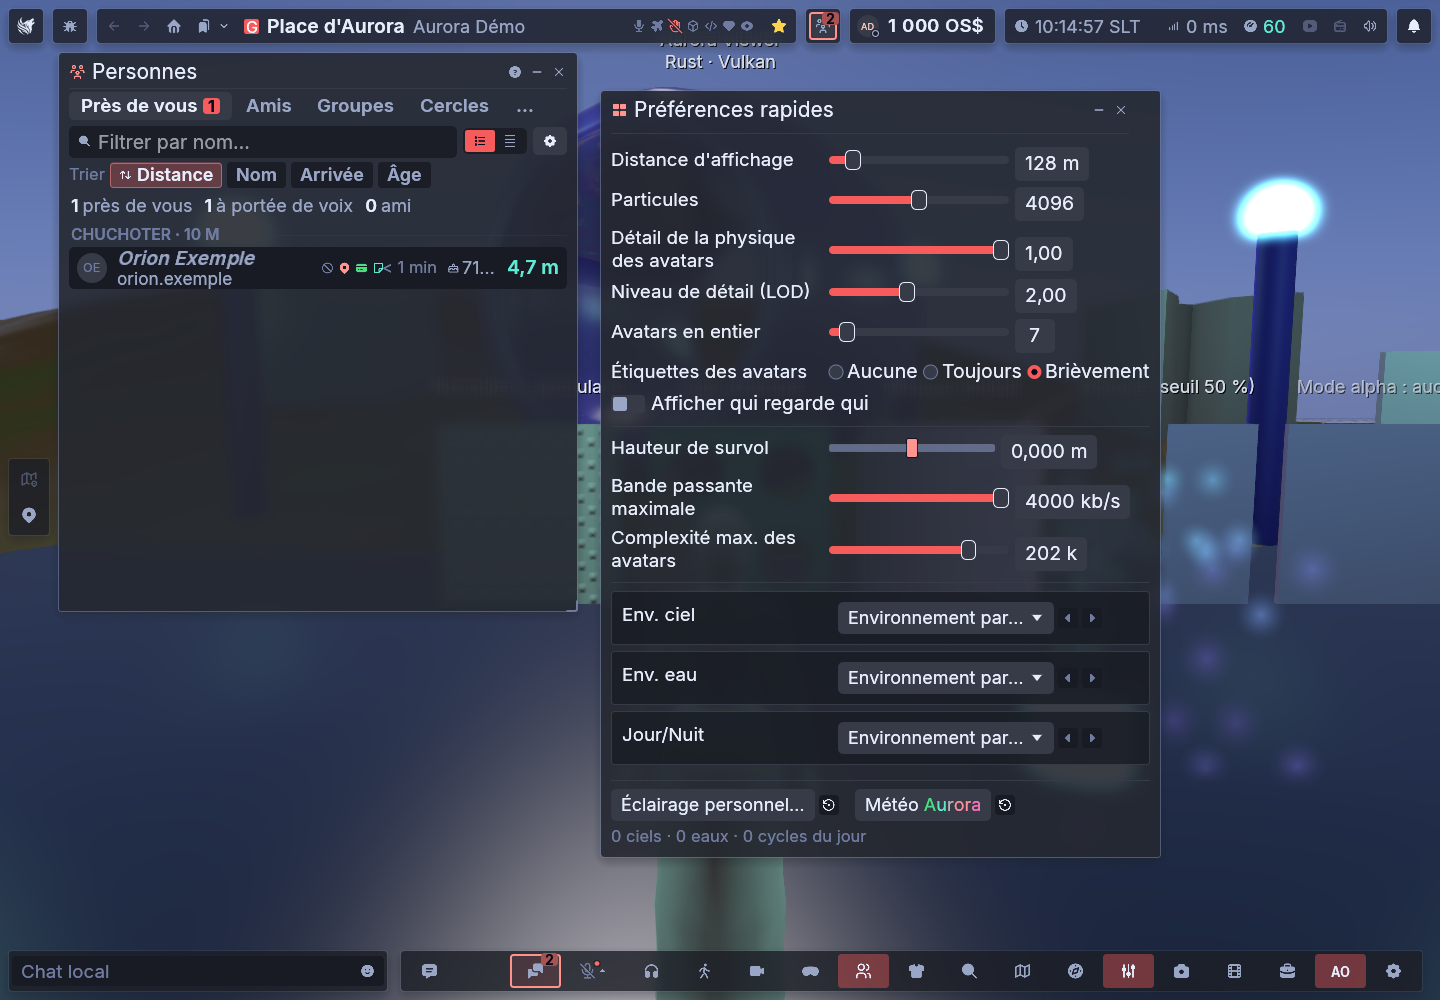 G Place d'Aurora Aurora Démo
2
AD 1 000 OS$
10:14:57 SLT 0 ms 60
Rust · Vulkan
Personnes
Près de vous 1 Amis Groupes Cercles ...
Filtrer par nom...
Trier Distance Nom Arrivée Âge
1 près de vous 1 à portée de voix 0 ami
CHUCHOTER · 10 M
OE Orion Exemple
orion.exemple
< 1 min 71... 4,7 m
Préférences rapides
Distance d'affichage 128 m
Particules 4096
Détail de la physique des avatars 1,00
Niveau de détail (LOD) 2,00
Avatars en entier 7
Étiquettes des avatars Aucune Toujours Brièvement
Afficher qui regarde qui
seuil 50 %) Mode alpha : auc
Hauteur de survol 0,000 m
Bande passante maximale 4000 kb/s
Complexité max. des avatars 202 k
Env. ciel Environnement par...
Env. eau Environnement par...
Jour/Nuit Environnement par...
Éclairage personnel... Météo Aurora
0 ciels · 0 eaux · 0 cycles du jour
Chat local
2
AO